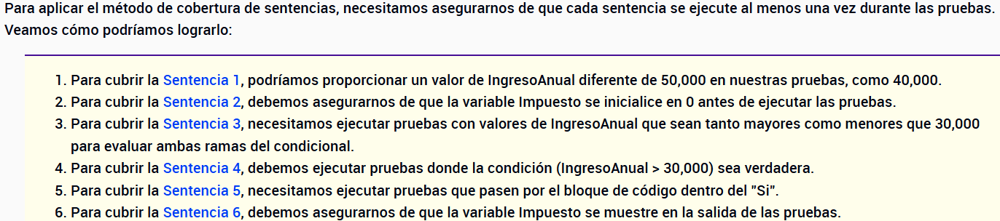 Para aplicar el método de cobertura de sentencias, necesitamos asegurarnos de que cada sentencia se ejecute al menos una vez durante las pruebas.
Veamos cómo podríamos lograrlo:
1. Para cubrir la Sentencia 1, podríamos proporcionar un valor de IngresoAnual diferente de 50,000 en nuestras pruebas, como 40,000.
2. Para cubrir la Sentencia 2, debemos asegurarnos de que la variable Impuesto se inicialice en 0 antes de ejecutar las pruebas.
3. Para cubrir la Sentencia 3, necesitamos ejecutar pruebas con valores de IngresoAnual que sean tanto mayores como menores que 30,000
para evaluar ambas ramas del condicional.
4. Para cubrir la Sentencia 4, debemos ejecutar pruebas donde la condición (IngresoAnual > 30,000) sea verdadera.
5. Para cubrir la Sentencia 5, necesitamos ejecutar pruebas que pasen por el bloque de código dentro del "Si".
6. Para cubrir la Sentencia 6, debemos asegurarnos de que la variable Impuesto se muestre en la salida de las pruebas.